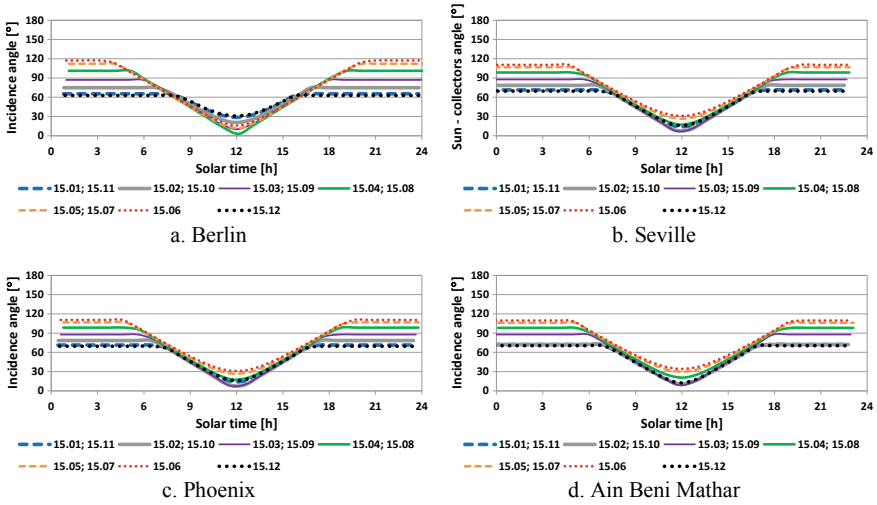 180
150
120
90
60
30
0
Incidence angle [°]
0 3 6 9 12 15 18 21 24
Solar time [h]
15.01; 15.11 15.02; 15.10 15.03; 15.09 15.04; 15.08
15.05; 15.07 15.06 15.12
a. Berlin
180
150
120
90
60
30
0
Sun - collectors angle [°]
0 3 6 9 12 15 18 21 24
Solar time [h]
15.01; 15.11 15.02; 15.10 15.03; 15.09 15.04; 15.08
15.05; 15.07 15.06 15.12
b. Seville
180
150
120
90
60
30
0
Incidence angle [°]
0 3 6 9 12 15 18 21 24
Solar time [h]
15.01; 15.11 15.02; 15.10 15.03; 15.09 15.04; 15.08
15.05; 15.07 15.06 15.12
c. Phoenix
180
150
120
90
60
30
0
Incidence angle [°]
0 3 6 9 12 15 18 21 24
Solar time [h]
15.01; 15.11 15.02; 15.10 15.03; 15.09 15.04; 15.08
15.05; 15.07 15.06 15.12
d. Ain Beni Mathar